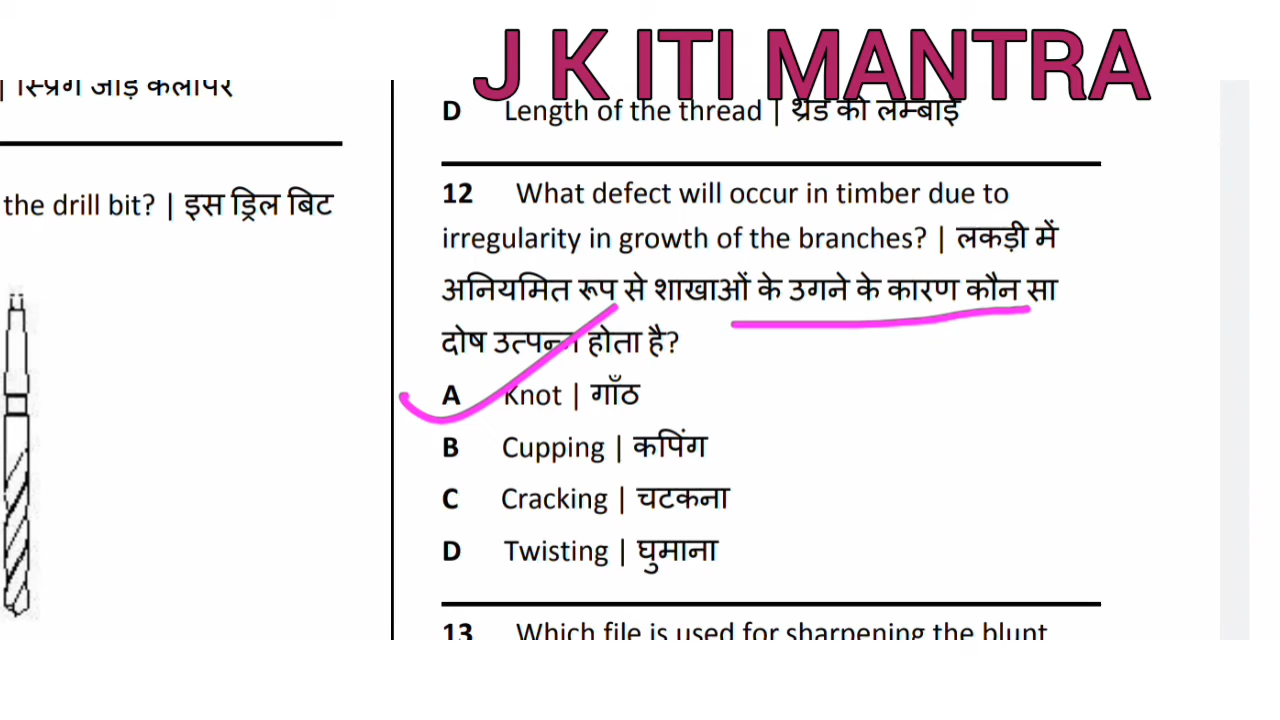 J K ITI MANTRA
| स्प्रिंग जोड़ कैलीपर
D Length of the thread | थ्रेड की लम्बाई
the drill bit? | इस ड्रिल बिट
12 What defect will occur in timber due to
irregularity in growth of the branches? | लकड़ी में
अनियमित रूप से शाखाओं के उगने के कारण कौन सा
दोष उत्पन्न होता है?
A Knot | गाँठ
B Cupping | कपिंग
C Cracking | चटकना
D Twisting | घुमाना
13 Which file is used for sharpening the blunt